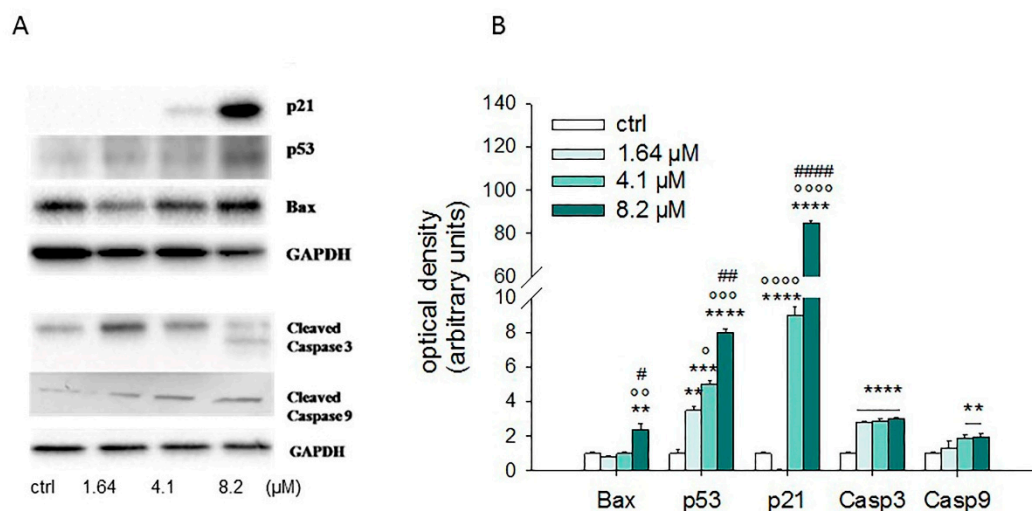 A
p21
p53
Bax
GAPDH
Cleaved
Caspase 3
Cleaved
Caspase 9
GAPDH
ctrl 1.64 4.1 8.2 (µM)
B
optical density
(arbitrary units)
140
120
100
80
60
10
8
6
4
2
0
ctrl
1.64 µM
4.1 µM
8.2 µM
#
°°
**
**
°
***
##
°°°
****
°°°°
****
####
°°°°
****
****
**
Bax p53 p21 Casp3 Casp9